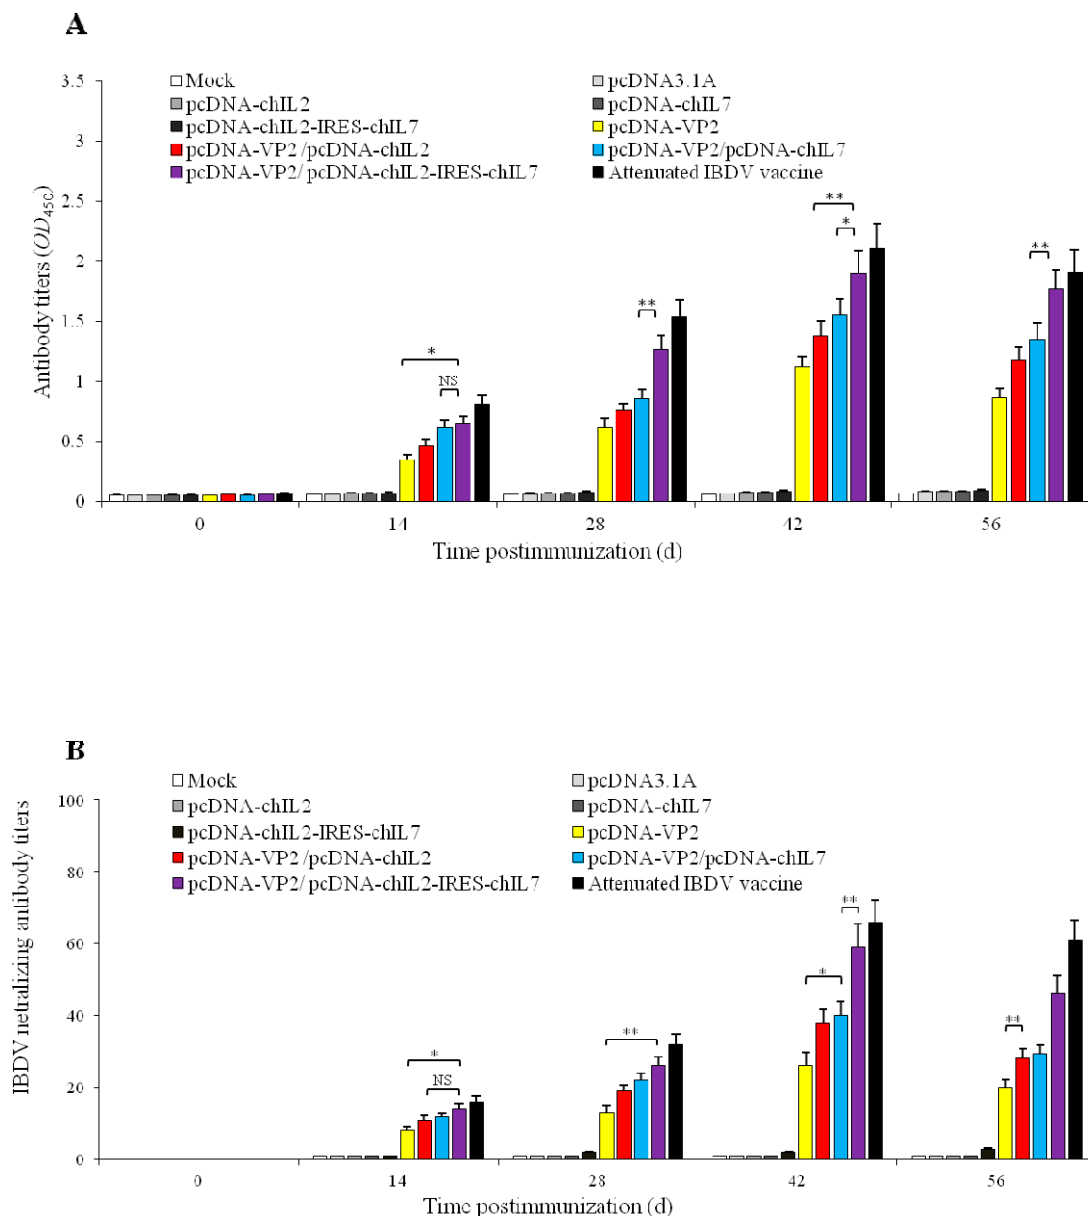 A
Mock
pcDNA3.1A
pcDNA-chIL2
pcDNA-chIL7
pcDNA-chIL2-IRES-chIL7
pcDNA-VP2
pcDNA-VP2 /pcDNA-chIL2
pcDNA-VP2/pcDNA-chIL7
pcDNA-VP2/ pcDNA-chIL2-IRES-chIL7
Attenuated IBDV vaccine
Antibody titers (OD450)
3.5
3
2.5
2
1.5
1
0.5
0
*
NS
**
**
*
**
0 14 28 42 56
Time postimmunization (d)
B
Mock
pcDNA3.1A
pcDNA-chIL2
pcDNA-chIL7
pcDNA-chIL2-IRES-chIL7
pcDNA-VP2
pcDNA-VP2 /pcDNA-chIL2
pcDNA-VP2/pcDNA-chIL7
pcDNA-VP2/ pcDNA-chIL2-IRES-chIL7
Attenuated IBDV vaccine
IBDV netralizing antibody titers
100
80
60
40
20
0
*
NS
**
*
**
**
0 14 28 42 56
Time postimmunization (d)